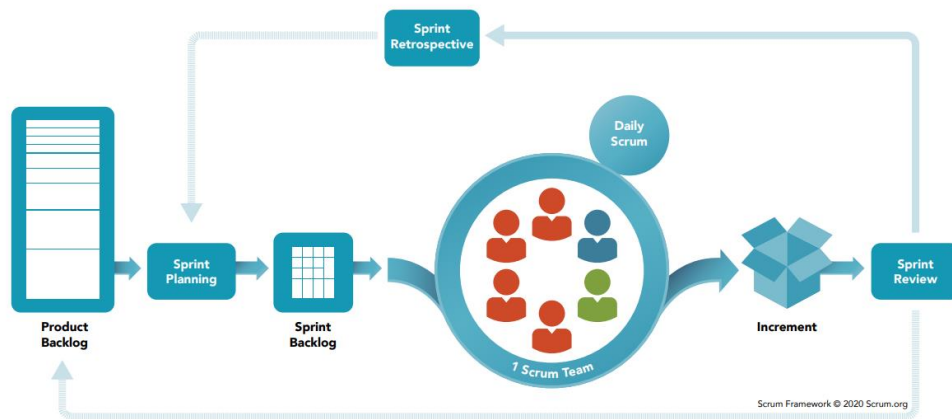 Sprint
Retrospective
Daily
Scrum
Sprint
Planning
Sprint
Review
Product
Backlog
Sprint
Backlog
Increment
1 Scrum Team
Scrum Framework © 2020 Scrum.org